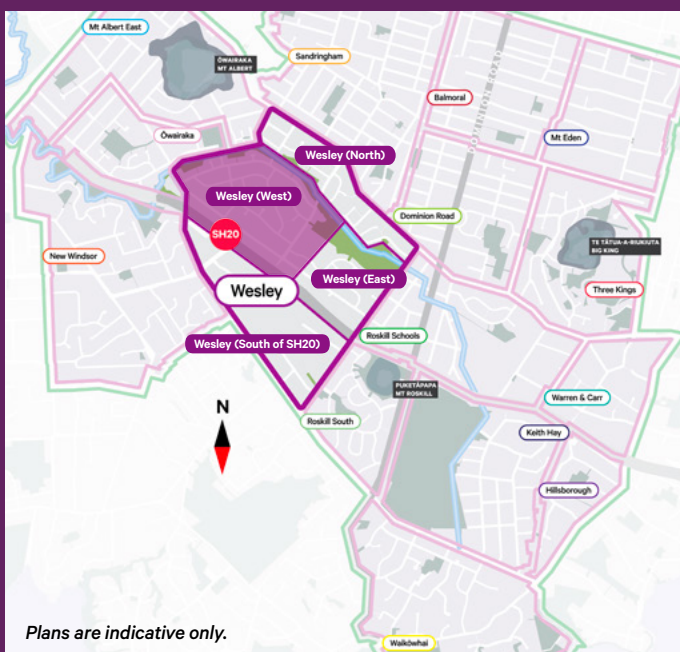 Mt Albert East
ŌWAIRAKA
MT ALBERT
Sandringham
Balmoral
DOMINION ROAD
Ōwairaka
Mt Eden
Wesley (North)
Wesley (West)
Dominion Road
SH20
TE TĀTUA-A-RIUKIUTA
BIG KING
New Windsor
Wesley (East)
Wesley
Three Kings
Roskill Schools
Wesley (South of SH20)
PUKETĀPAPA
MT ROSKILL
Warren & Carr
N
Roskill South
Keith Hay
Hillsborough
Plans are indicative only.
Waikōwhai